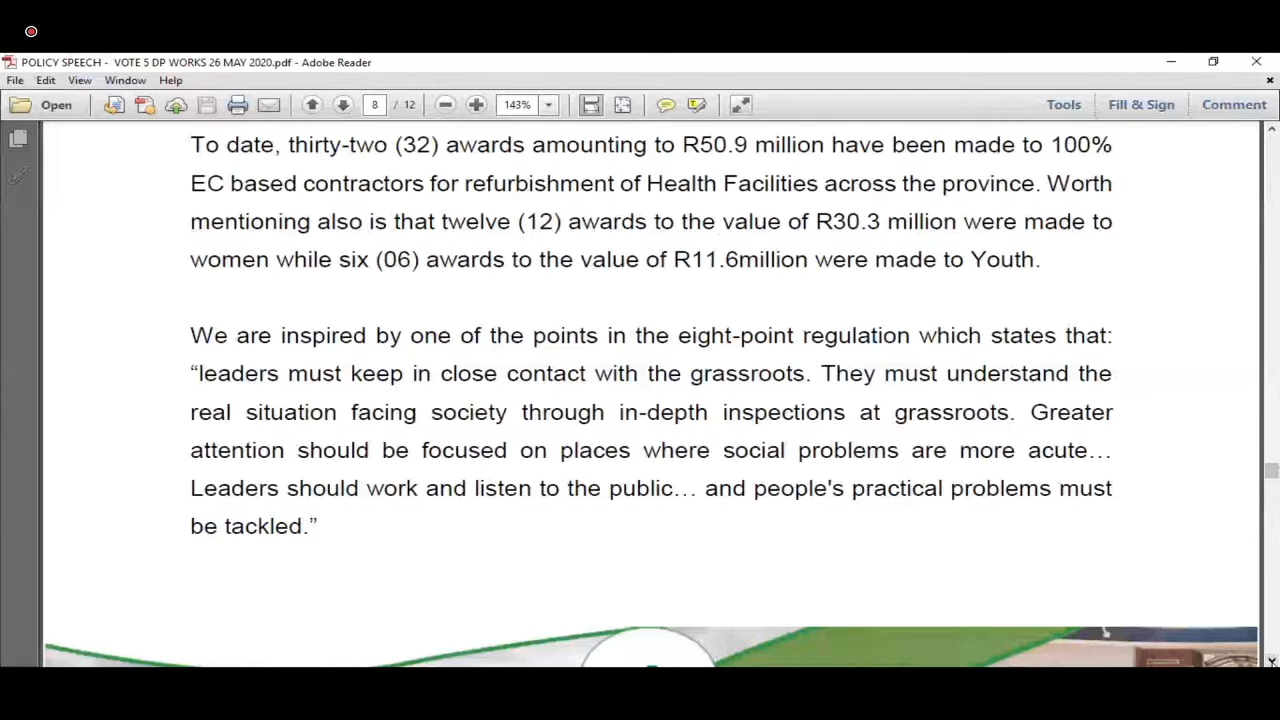 POLICY SPEECH - VOTE 5 DP WORKS 26 MAY 2020.pdf - Adobe Reader
File Edit View Window Help
Open 8 / 12 143% Tools Fill & Sign Comment
To date, thirty-two (32) awards amounting to R50.9 million have been made to 100%
EC based contractors for refurbishment of Health Facilities across the province. Worth
mentioning also is that twelve (12) awards to the value of R30.3 million were made to
women while six (06) awards to the value of R11.6million were made to Youth.
We are inspired by one of the points in the eight-point regulation which states that:
“leaders must keep in close contact with the grassroots. They must understand the
real situation facing society through in-depth inspections at grassroots. Greater
attention should be focused on places where social problems are more acute…
Leaders should work and listen to the public… and people's practical problems must
be tackled.”